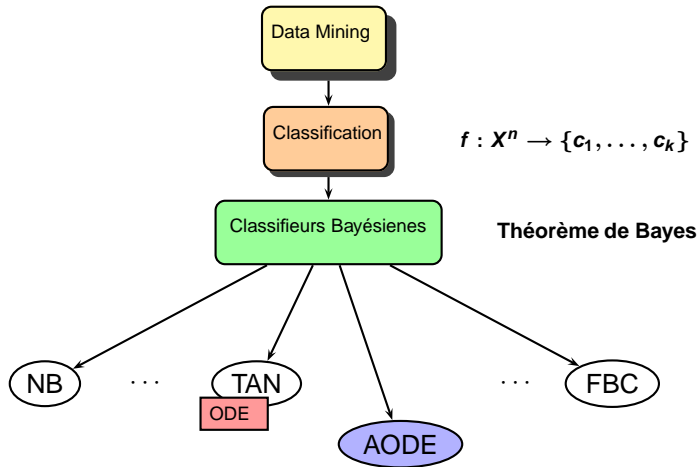 Data Mining
Classification
f : Xⁿ → {c₁, . . . , cₖ}
Classifieurs Bayésienes
Théorème de Bayes
NB
. . .
TAN
. . .
FBC
ODE
AODE